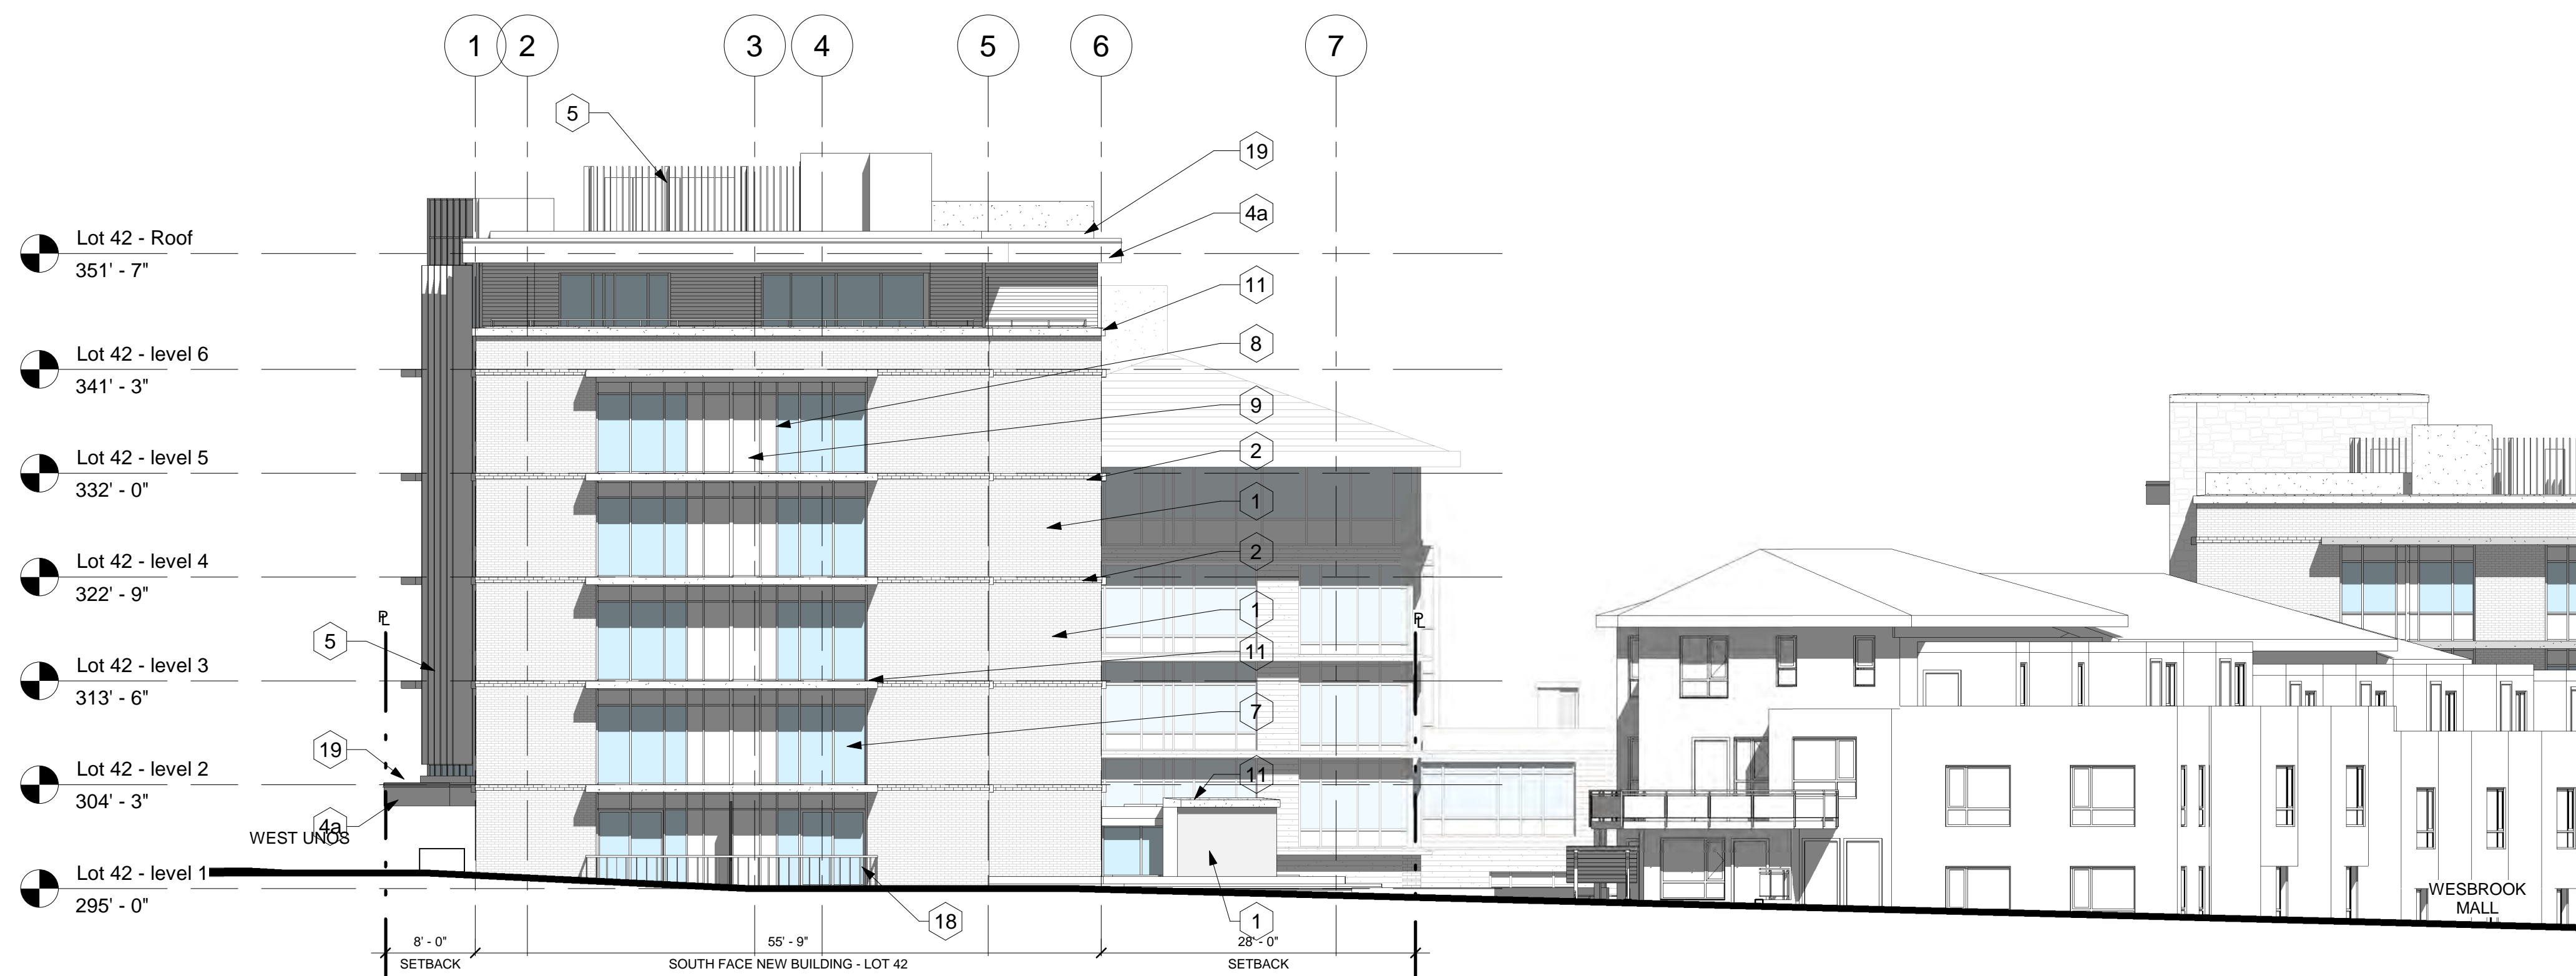 1 2 3 4 5 6 7
5
19
4a
Lot 42 - Roof
351' - 7"
11
8
Lot 42 - level 6
341' - 3"
9
2
Lot 42 - level 5
332' - 0"
1
2
Lot 42 - level 4
322' - 9"
1
PL PL
5
11
Lot 42 - level 3
313' - 6"
7
19
11
Lot 42 - level 2
304' - 3"
4a
WEST UNOS
Lot 42 - level 1
295' - 0"
18
1
WESBROOK
MALL
8' - 0" 55' - 9" 28' - 0"
SETBACK SOUTH FACE NEW BUILDING - LOT 42 SETBACK